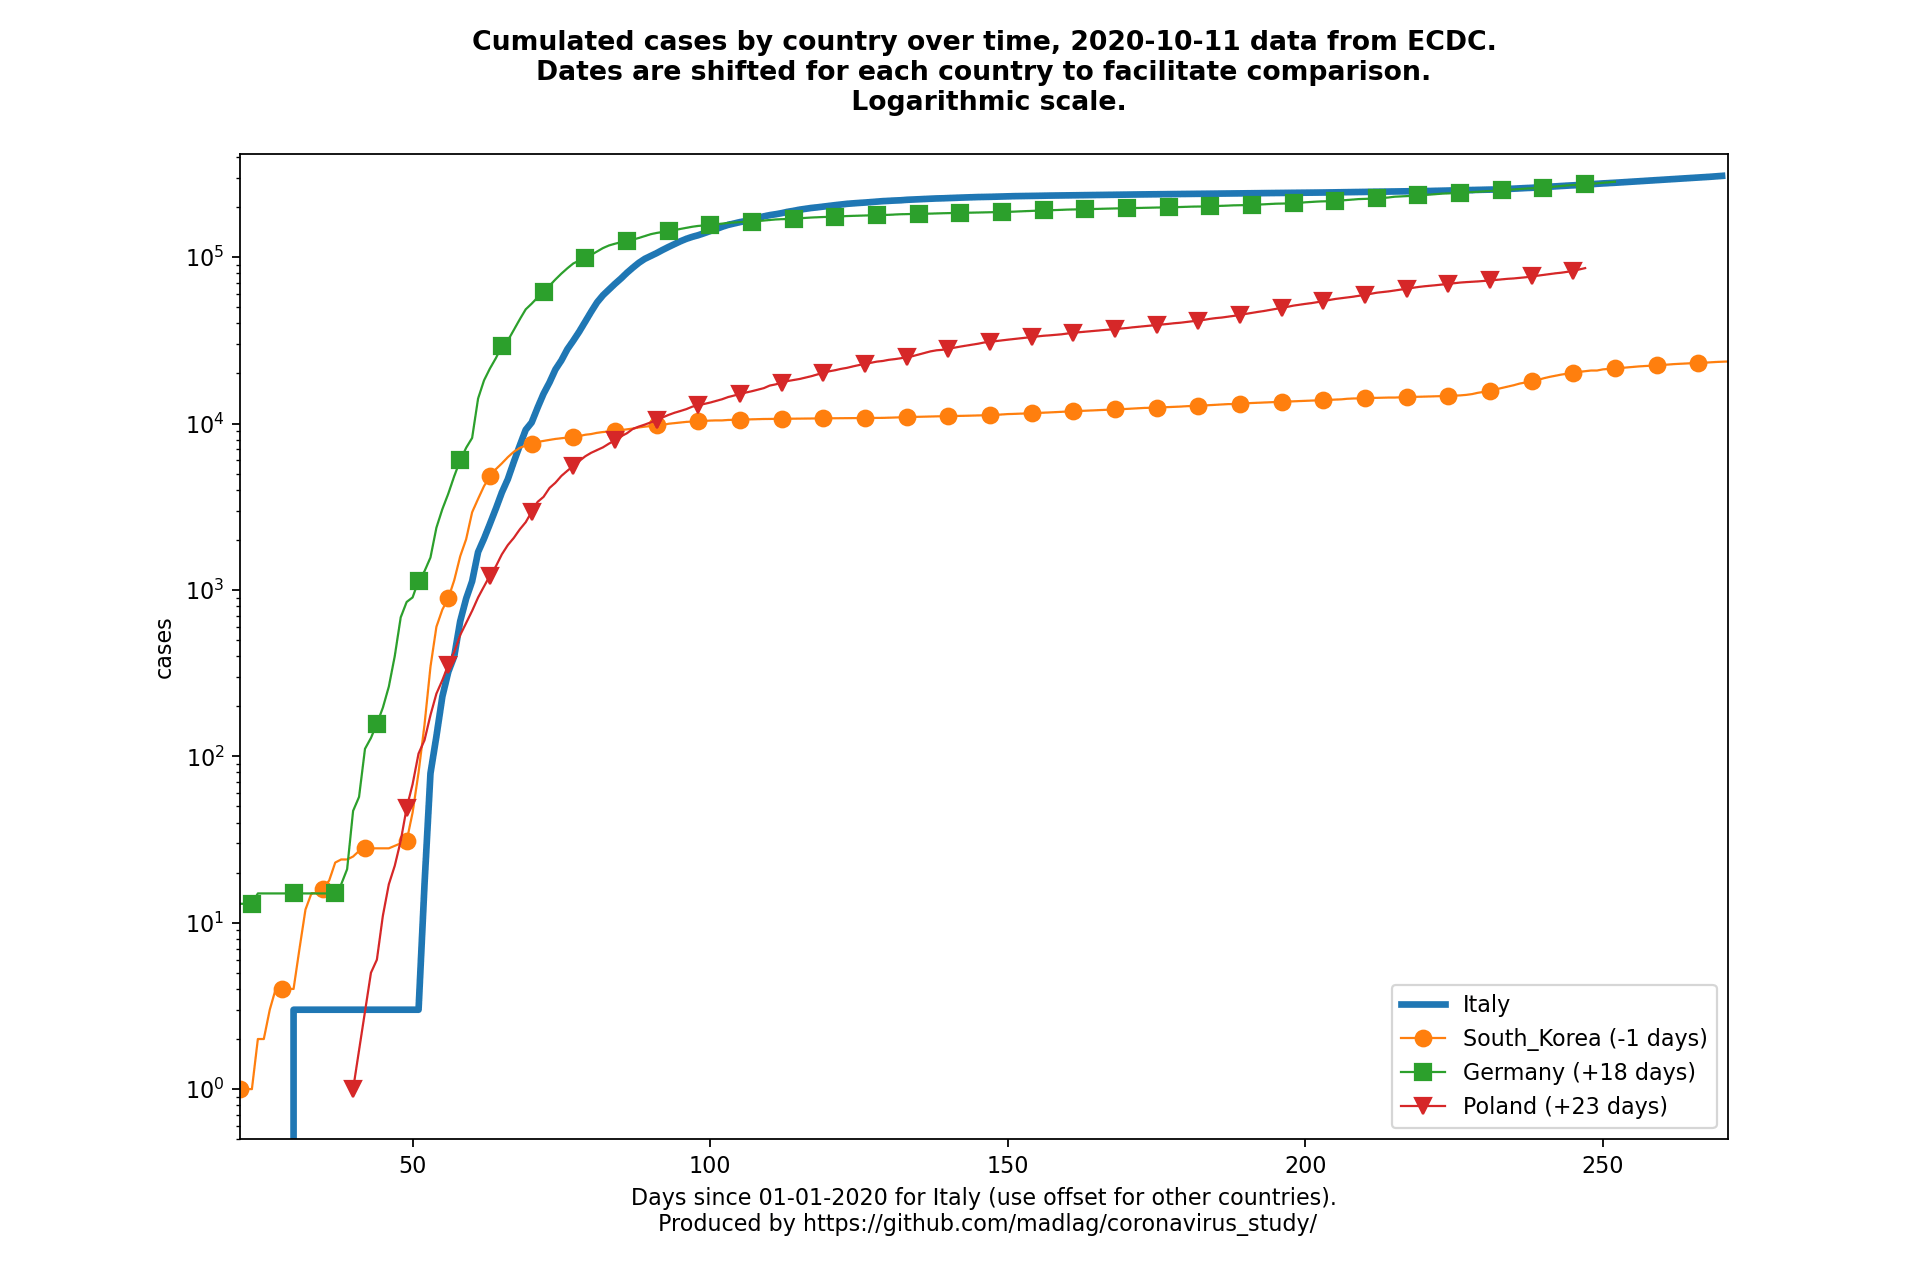 Cumulated cases by country over time, 2020-10-11 data from ECDC.
Dates are shifted for each country to facilitate comparison.
Logarithmic scale.
cases
10^5
10^4
10^3
10^2
10^1
10^0
Italy
South_Korea (-1 days)
Germany (+18 days)
Poland (+23 days)
50 100 150 200 250
Days since 01-01-2020 for Italy (use offset for other countries).
Produced by https://github.com/madlag/coronavirus_study/